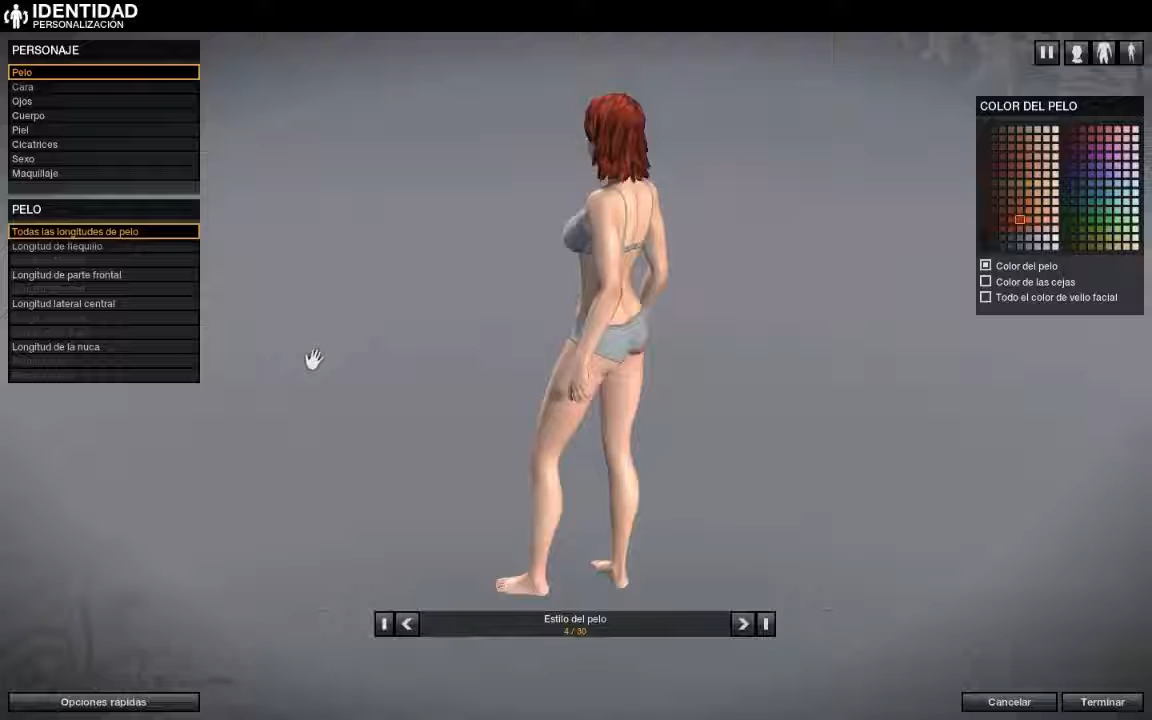 IDENTIDAD
PERSONALIZACIÓN
PERSONAJE
Pelo
Cara
Ojos
Cuerpo
Piel
Cicatrices
Sexo
Maquillaje
PELO
Todas las longitudes de pelo
Longitud de flequillo
Longitud de parte frontal
Longitud lateral central
Longitud de la nuca
COLOR DEL PELO
Color del pelo
Color de las cejas
Todo el color de vello facial
Estilo del pelo
4 / 30
Opciones rápidas
Cancelar
Terminar